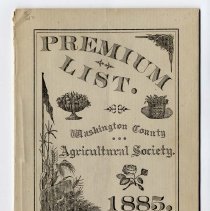 PREMIUM
LIST.
Washington County
Agricultural Society.
1885.